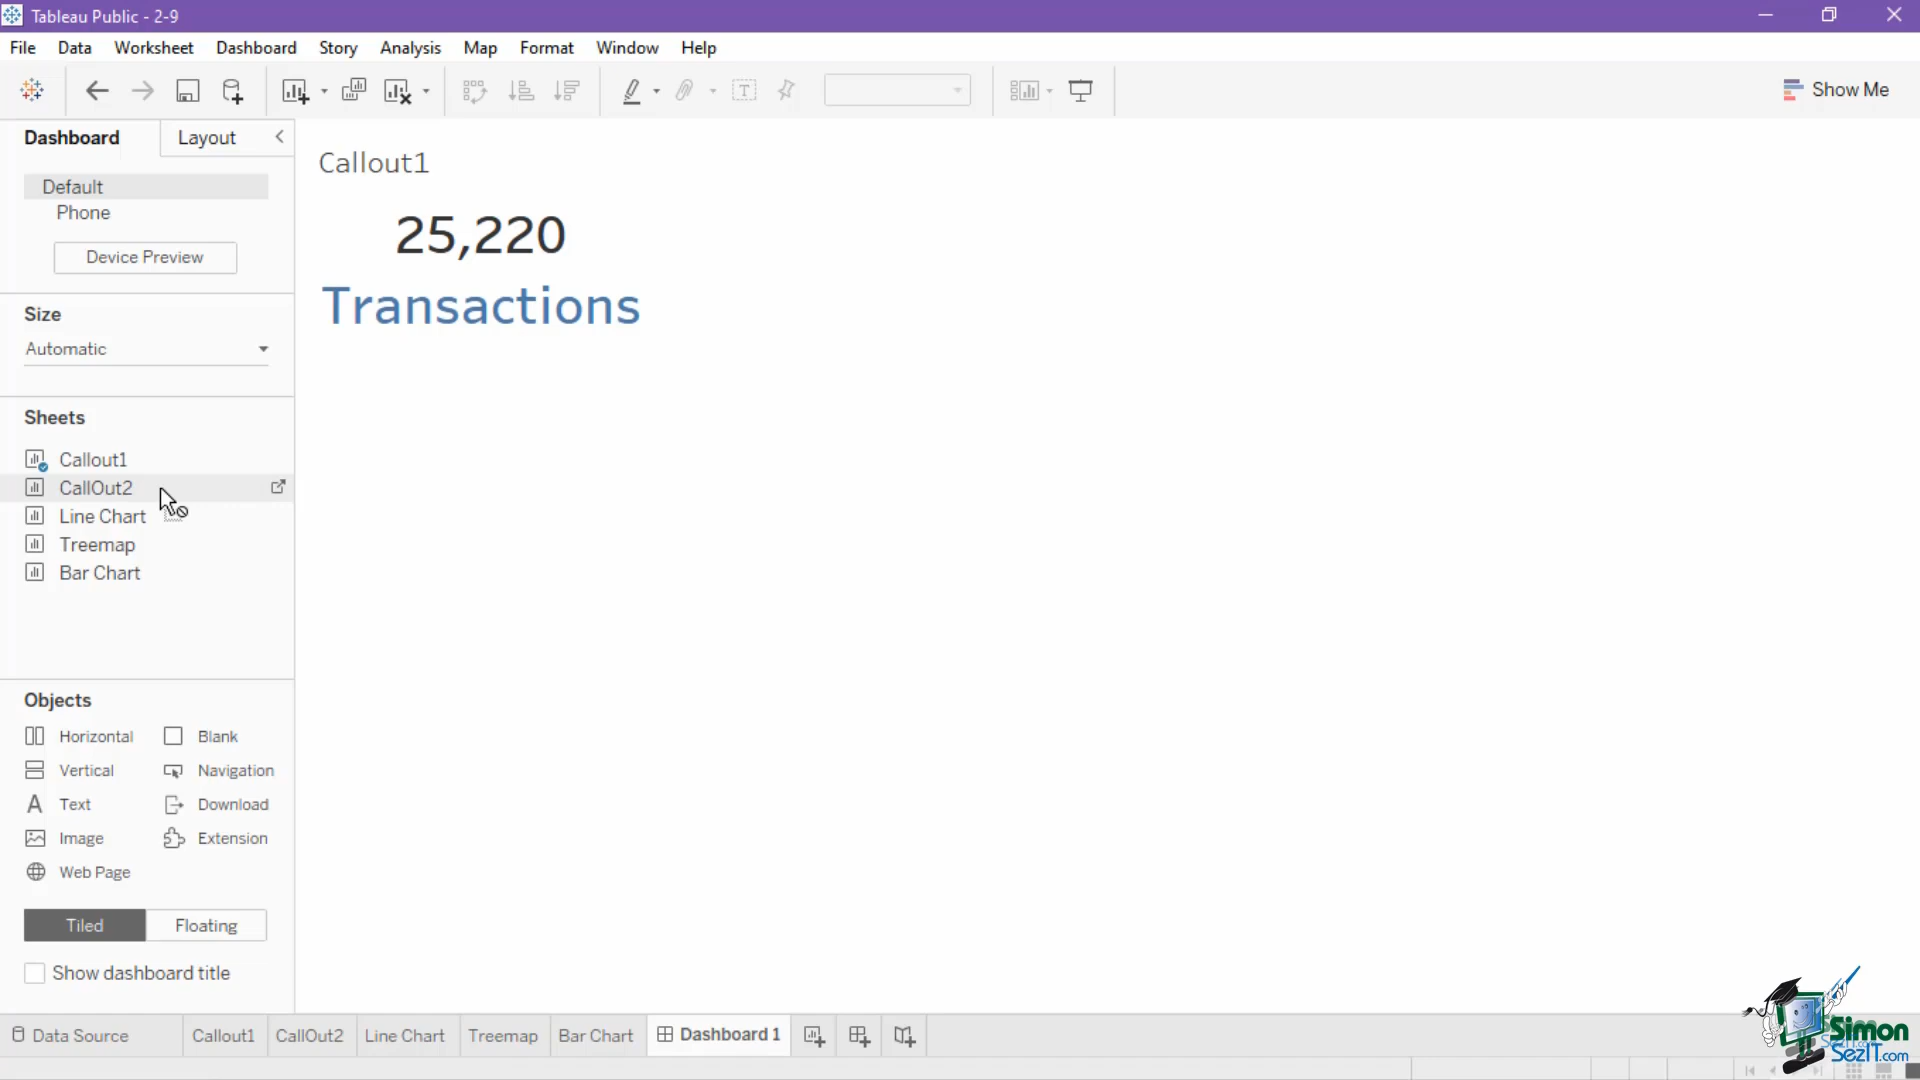 Tableau Public - 2-9
File Data Worksheet Dashboard Story Analysis Map Format Window Help
Show Me
Dashboard Layout
Default
Phone
Device Preview
Size
Automatic
Sheets
Callout1
CallOut2
Line Chart
Treemap
Bar Chart
Objects
Horizontal Blank
Vertical Navigation
Text Download
Image Extension
Web Page
Tiled Floating
Show dashboard title
Callout1
25,220
Transactions
Data Source Callout1 CallOut2 Line Chart Treemap Bar Chart Dashboard 1
Simon
SezIT.com